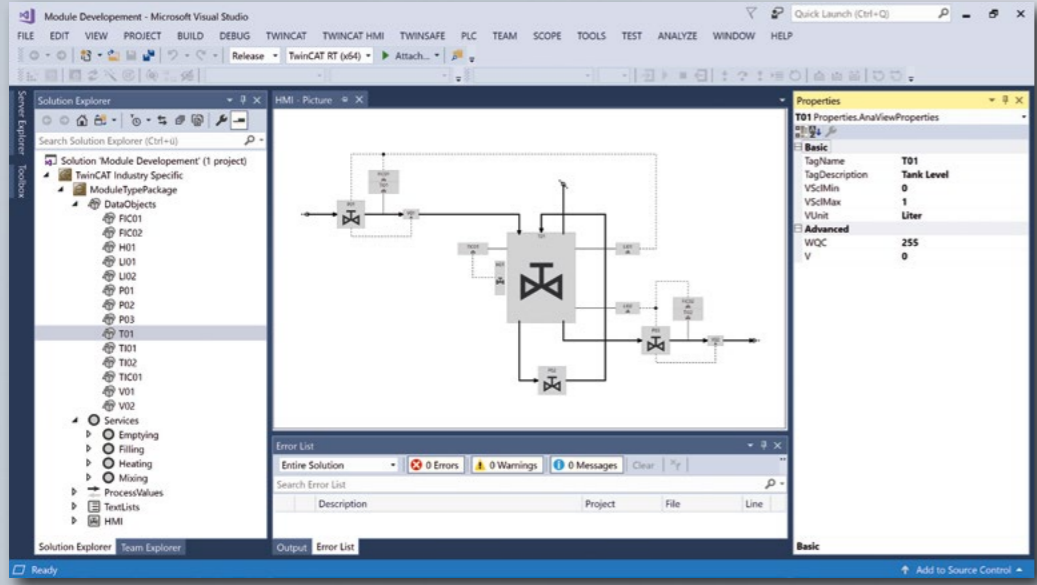 Module Developement - Microsoft Visual Studio
Quick Launch (Ctrl+Q)
FILE EDIT VIEW PROJECT BUILD DEBUG TWINCAT TWINCAT HMI TWINSAFE PLC TEAM SCOPE TOOLS TEST ANALYZE WINDOW HELP
Release TwinCAT RT (x64) Attach...
Server Explorer
Toolbox
Solution Explorer
Search Solution Explorer (Ctrl+ü)
Solution 'Module Developement' (1 project)
TwinCAT Industry Specific
ModuleTypePackage
DataObjects
FIC01
FIC02
H01
LI01
LI02
P01
P02
P03
T01
TI01
TI02
TIC01
V01
V02
Services
Emptying
Filling
Heating
Mixing
ProcessValues
TextLists
HMI
Solution Explorer Team Explorer
HMI - Picture
T01
Error List
Entire Solution 0 Errors 0 Warnings 0 Messages Clear
Search Error List
Description Project File Line
Output Error List
Properties
T01 Properties.AnaViewProperties
Basic
TagName T01
TagDescription Tank Level
VSclMin 0
VSclMax 1
VUnit Liter
Advanced
WQC 255
V 0
Basic
Ready
Add to Source Control